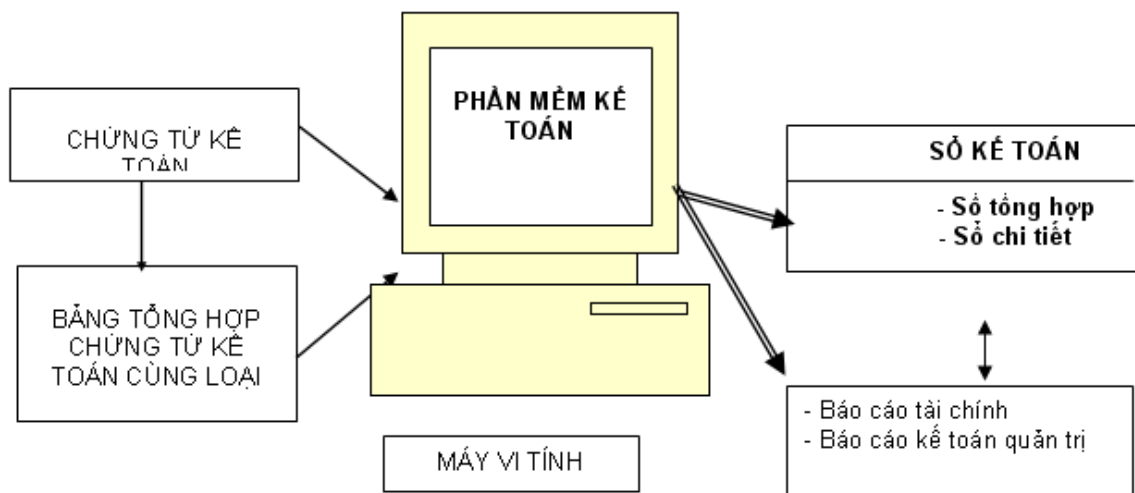 CHỨNG TỪ KẾ
TOÁN
BẢNG TỔNG HỢP
CHỨNG TỪ KẾ
TOÁN CÙNG LOẠI
PHẦN MỀM KẾ
TOÁN
MÁY VI TÍNH
SỔ KẾ TOÁN
- Sổ tổng hợp
- Sổ chi tiết
- Báo cáo tài chính
- Báo cáo kế toán quản trị